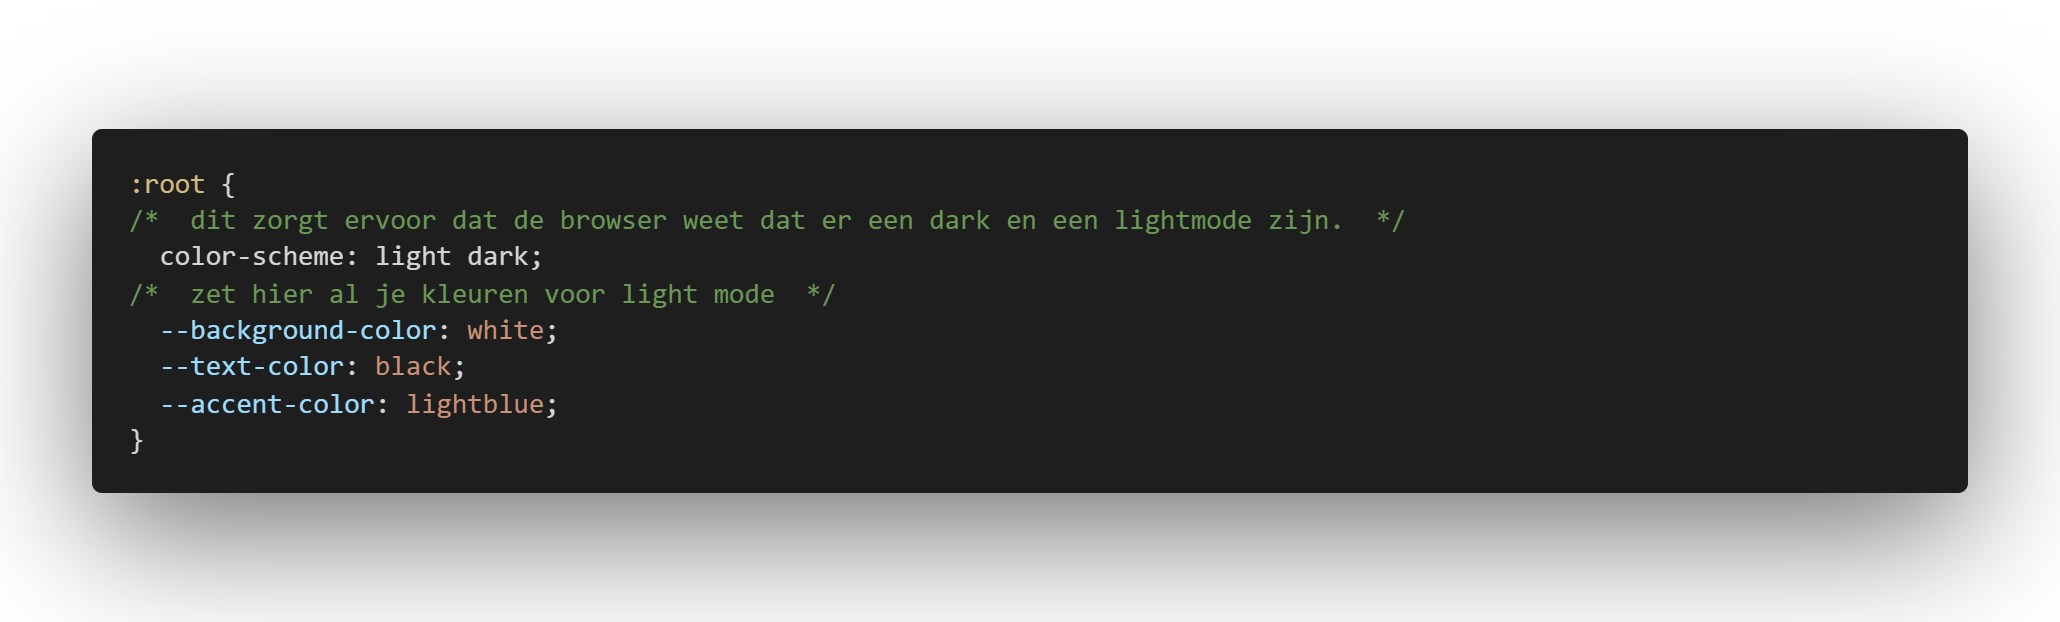 :root {
/*  dit zorgt ervoor dat de browser weet dat er een dark en een lightmode zijn.  */
  color-scheme: light dark;
/*  zet hier al je kleuren voor light mode  */
  --background-color: white;
  --text-color: black;
  --accent-color: lightblue;
}